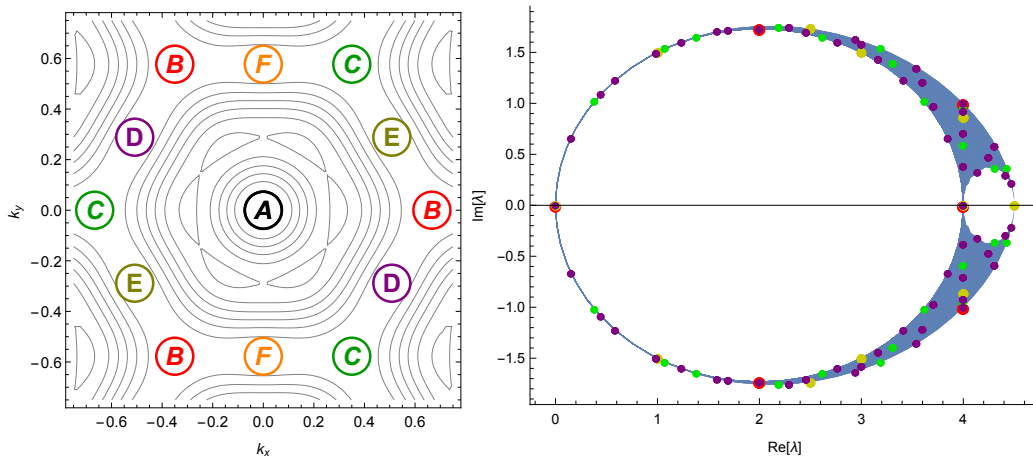 B F C
D E
C A B
E D
B F C
0.6
0.4
0.2
0.0
−0.2
−0.4
−0.6
k_y
−0.6 −0.4 −0.2 0.0 0.2 0.4 0.6
k_x
1.5
1.0
0.5
0.0
−0.5
−1.0
−1.5
Im[λ]
0 1 2 3 4
Re[λ]